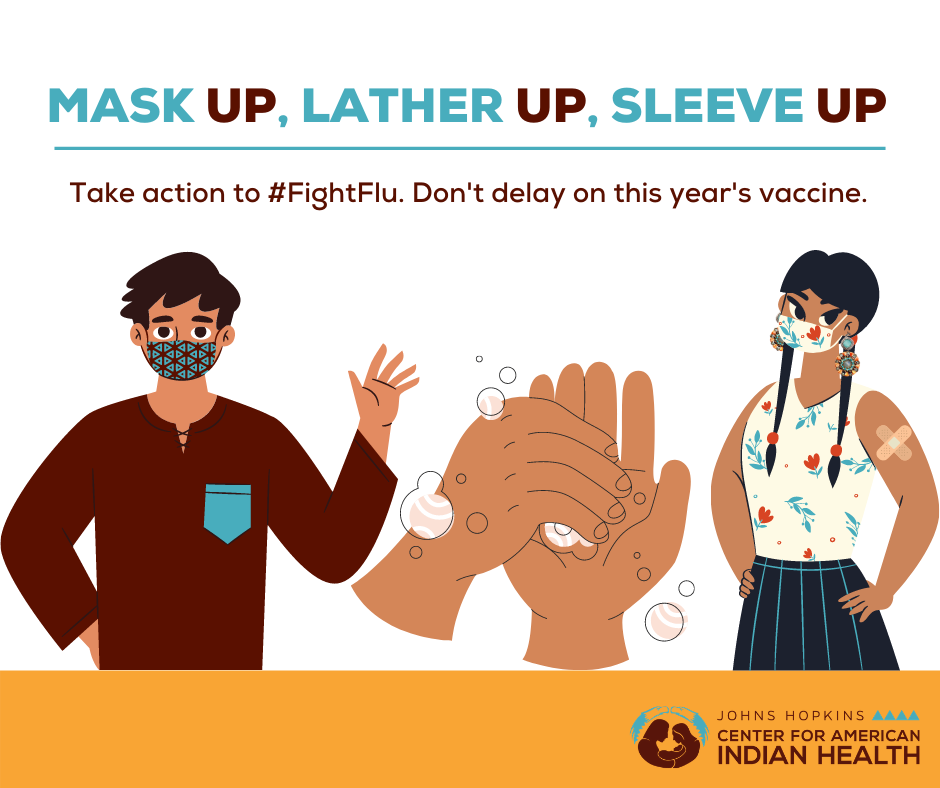 MASK UP, LATHER UP, SLEEVE UP
Take action to #FightFlu. Don't delay on this year's vaccine.
JOHNS HOPKINS
CENTER FOR AMERICAN
INDIAN HEALTH